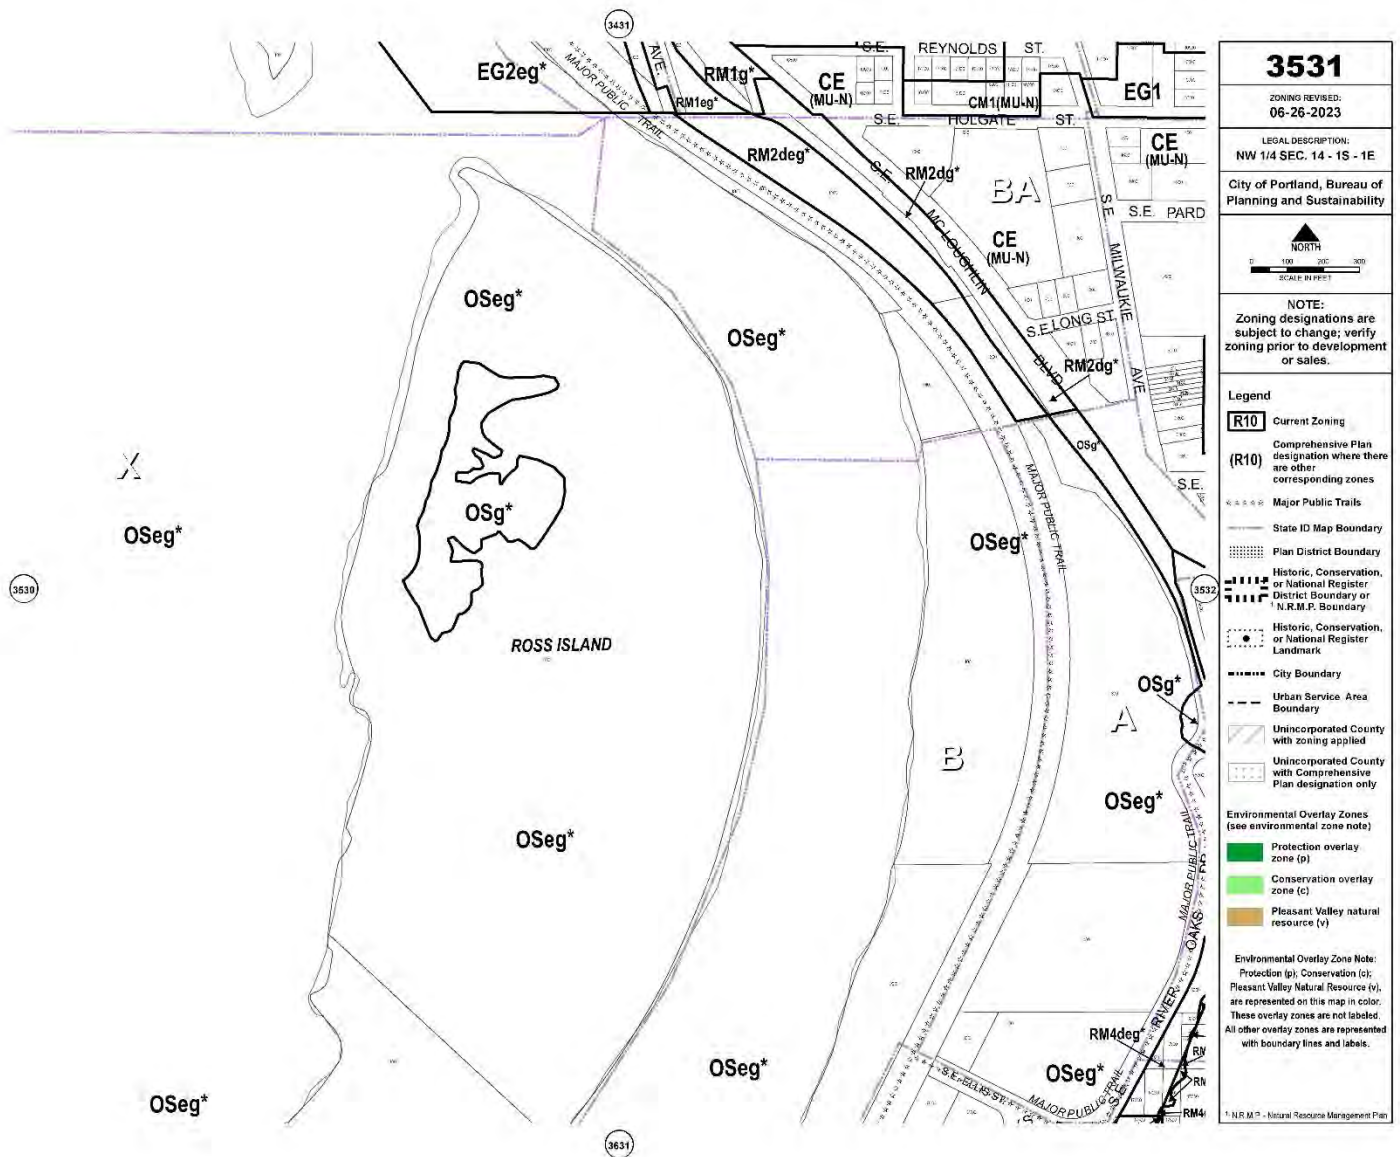 3431
S.E. REYNOLDS ST.
EG2eg*
MAJOR PUBLIC TRAIL
AVE.
RM1g*
RM1eg*
CE
(MU-N)
CM1(MU-N)
EG1
S.E. HOLGATE ST.
CE
(MU-N)
RM2deg*
RM2dg*
S.E. MC LOUGHLIN BLVD
BA
S.E. MILWAUKIE AVE
S.E. PARD
CE
(MU-N)
OSeg*
OSeg*
S.E. LONG ST.
RM2dg*
OSg*
MAJOR PUBLIC TRAIL
S.E.
X
OSeg*
OSg*
OSeg*
3530
3532
ROSS ISLAND
OSg*
A
B
OSeg*
OSeg*
MAJOR PUBLIC TRAIL
S.E. RIVER OAKS
RM4deg*
RM
RM
RM4
OSeg*
OSeg*
OSeg*
S.E. ELLIS ST.
MAJOR PUBLIC TRAIL
3631
3531
ZONING REVISED:
06-26-2023
LEGAL DESCRIPTION:
NW 1/4 SEC. 14 - 1S - 1E
City of Portland, Bureau of
Planning and Sustainability
NORTH
0 100 200 300
SCALE IN FEET
NOTE:
Zoning designations are
subject to change; verify
zoning prior to development
or sales.
Legend
R10 Current Zoning
(R10) Comprehensive Plan
designation where there
are other
corresponding zones
Major Public Trails
State ID Map Boundary
Plan District Boundary
Historic, Conservation,
or National Register
District Boundary or
¹ N.R.M.P. Boundary
Historic, Conservation,
or National Register
Landmark
City Boundary
Urban Service Area
Boundary
Unincorporated County
with zoning applied
Unincorporated County
with Comprehensive
Plan designation only
Environmental Overlay Zones
(see environmental zone note)
Protection overlay
zone (p)
Conservation overlay
zone (c)
Pleasant Valley natural
resource (v)
Environmental Overlay Zone Note:
Protection (p); Conservation (c);
Pleasant Valley Natural Resource (v),
are represented on this map in color.
These overlay zones are not labeled.
All other overlay zones are represented
with boundary lines and labels.
¹ N.R.M.P. - Natural Resource Management Plan